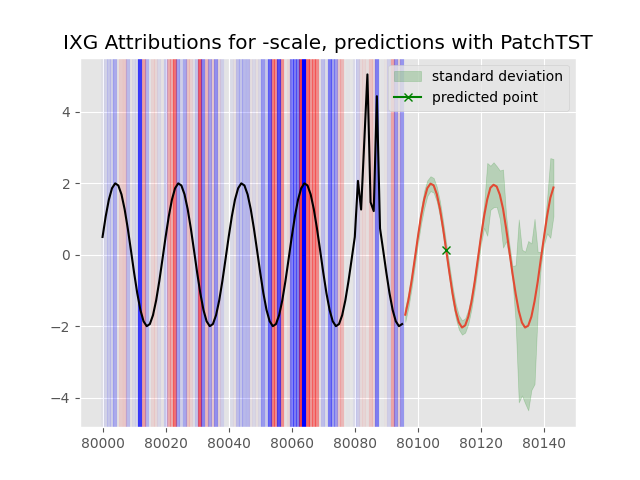 IXG Attributions for -scale, predictions with PatchTST
standard deviation
predicted point
4
2
0
−2
−4
80000 80020 80040 80060 80080 80100 80120 80140